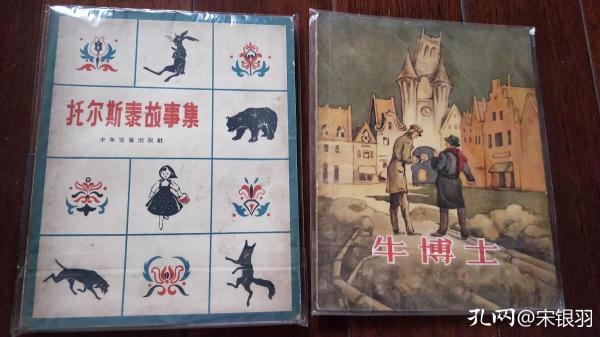 托尔斯泰故事集
少年儿童出版社
牛博士
孔网@宋银羽